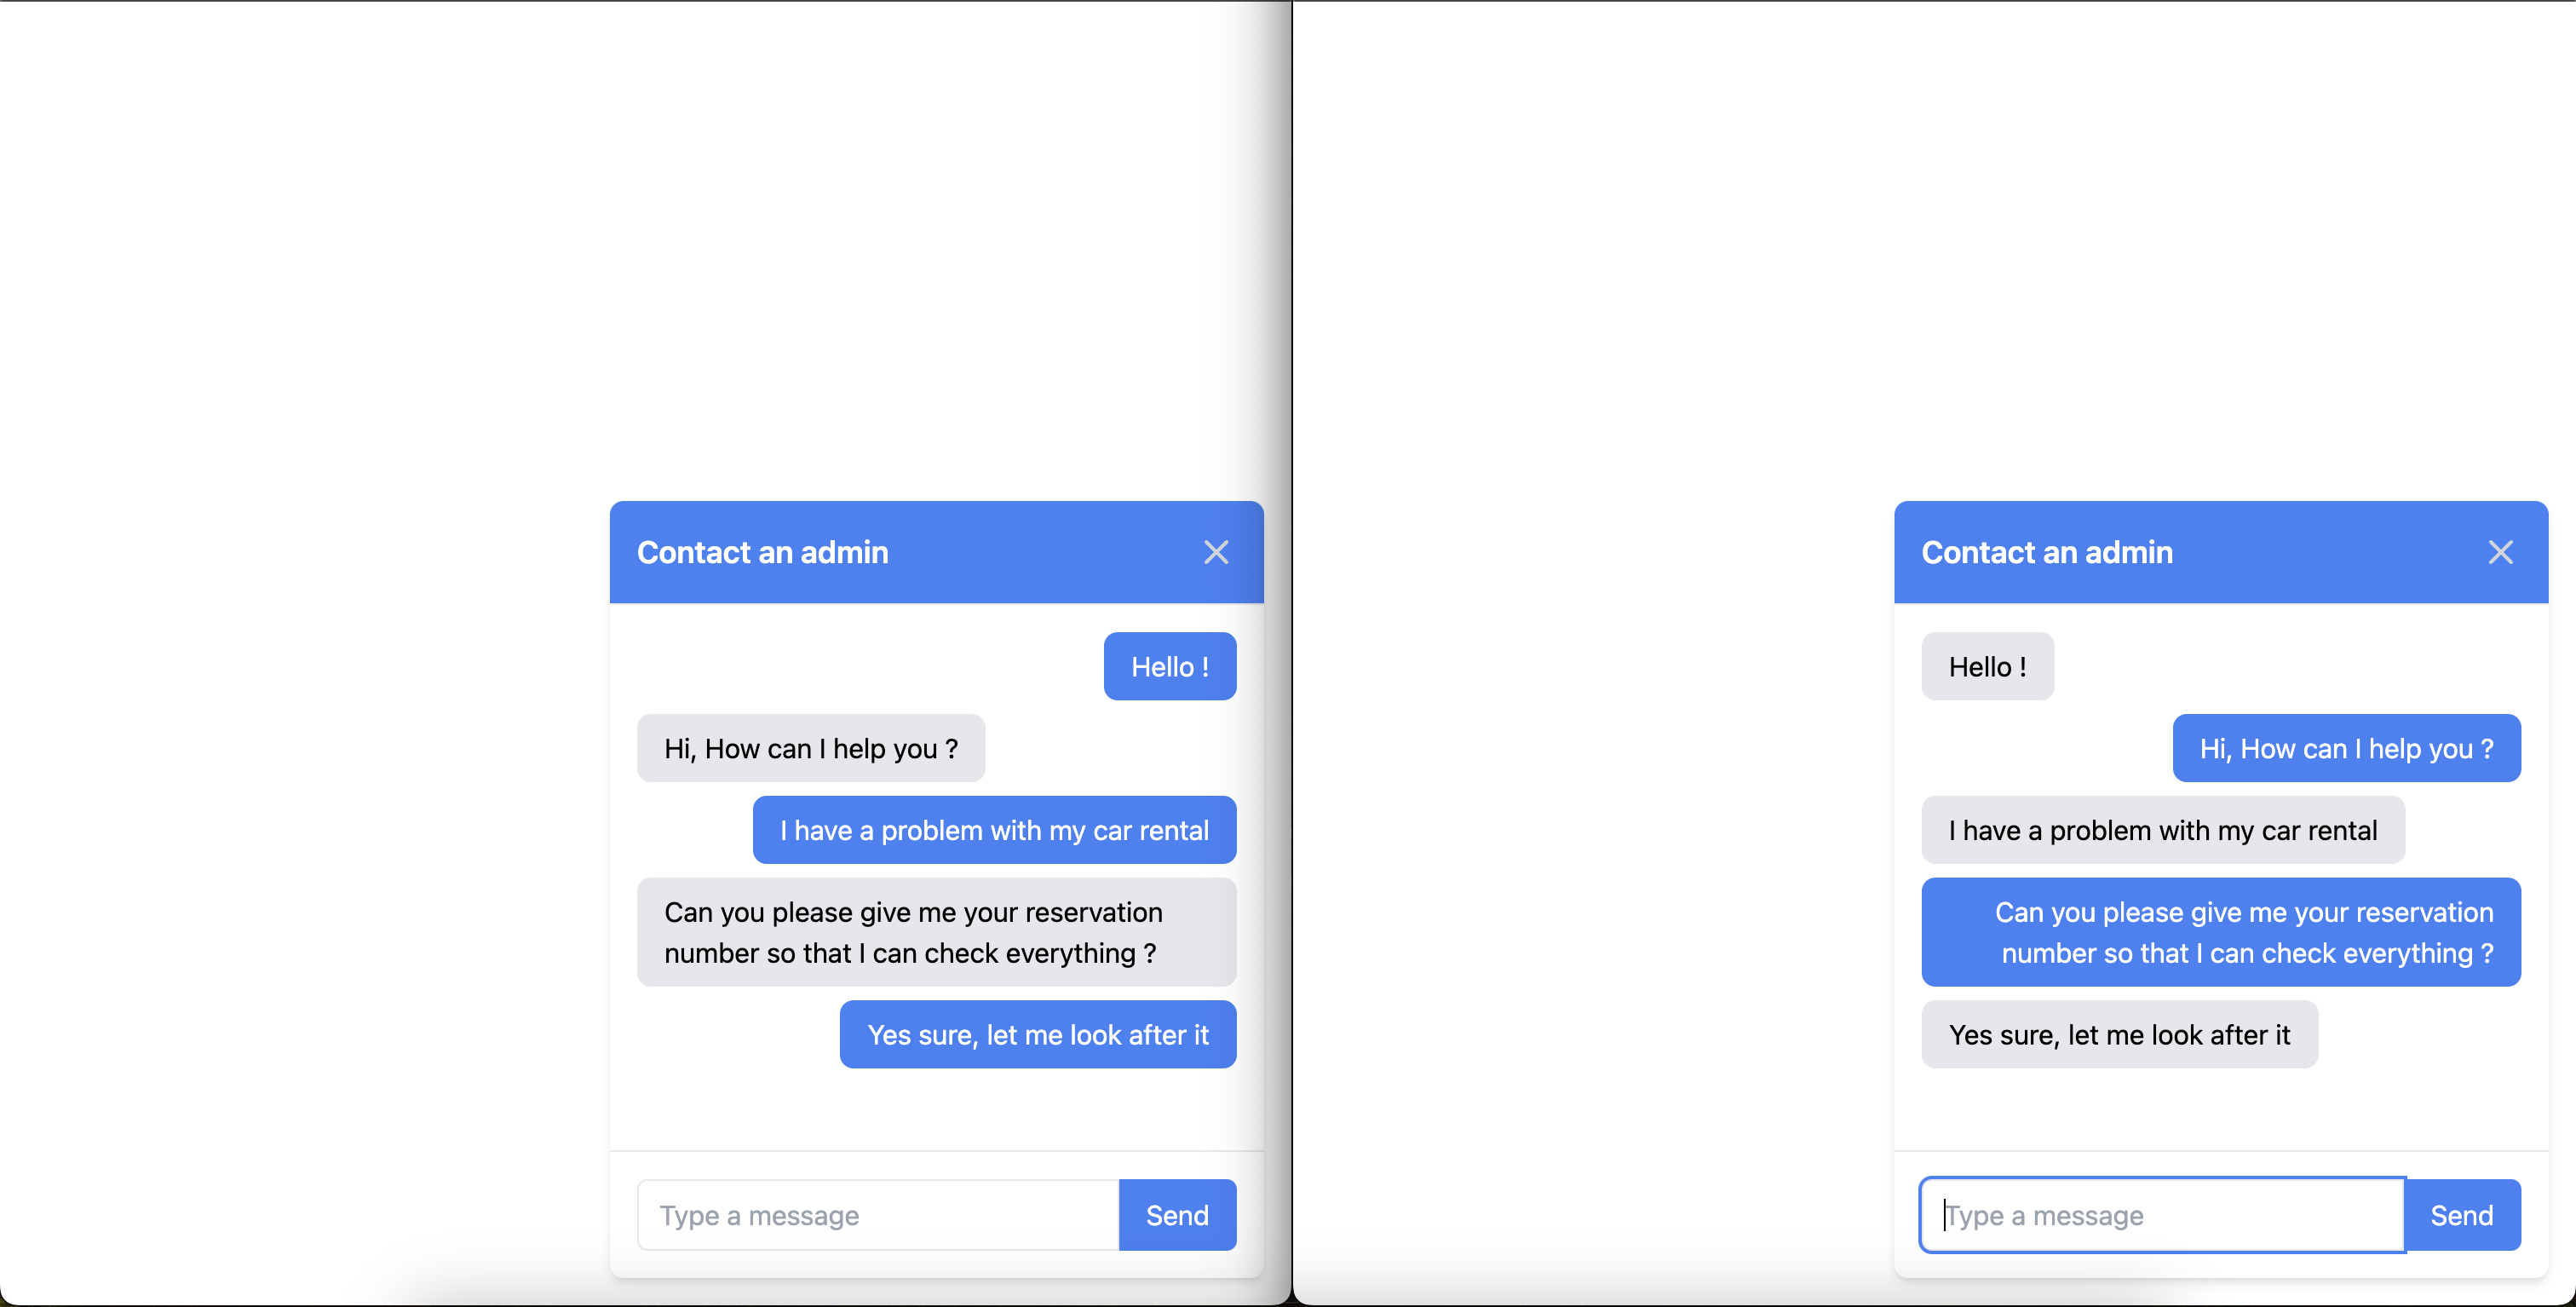 Contact an admin
Hello !
Hi, How can I help you ?
I have a problem with my car rental
Can you please give me your reservation
number so that I can check everything ?
Yes sure, let me look after it
Type a message
Send
Contact an admin
Hello !
Hi, How can I help you ?
I have a problem with my car rental
Can you please give me your reservation
number so that I can check everything ?
Yes sure, let me look after it
Type a message
Send